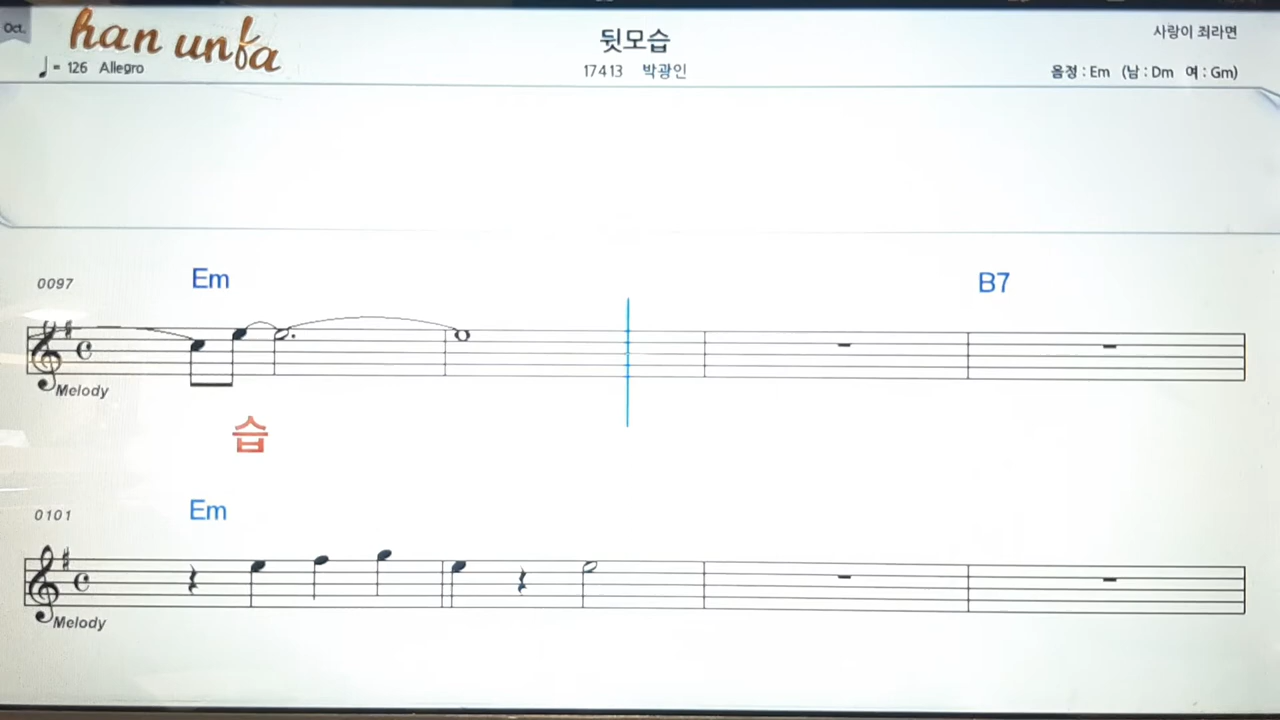 Oct.
han unfa
♩= 126 Allegro
뒷모습
17413 박광인
사랑이 죄라면
음정 : Em (남 : Dm 여 : Gm)
0097
Em
B7
Melody
습
0101
Em
Melody